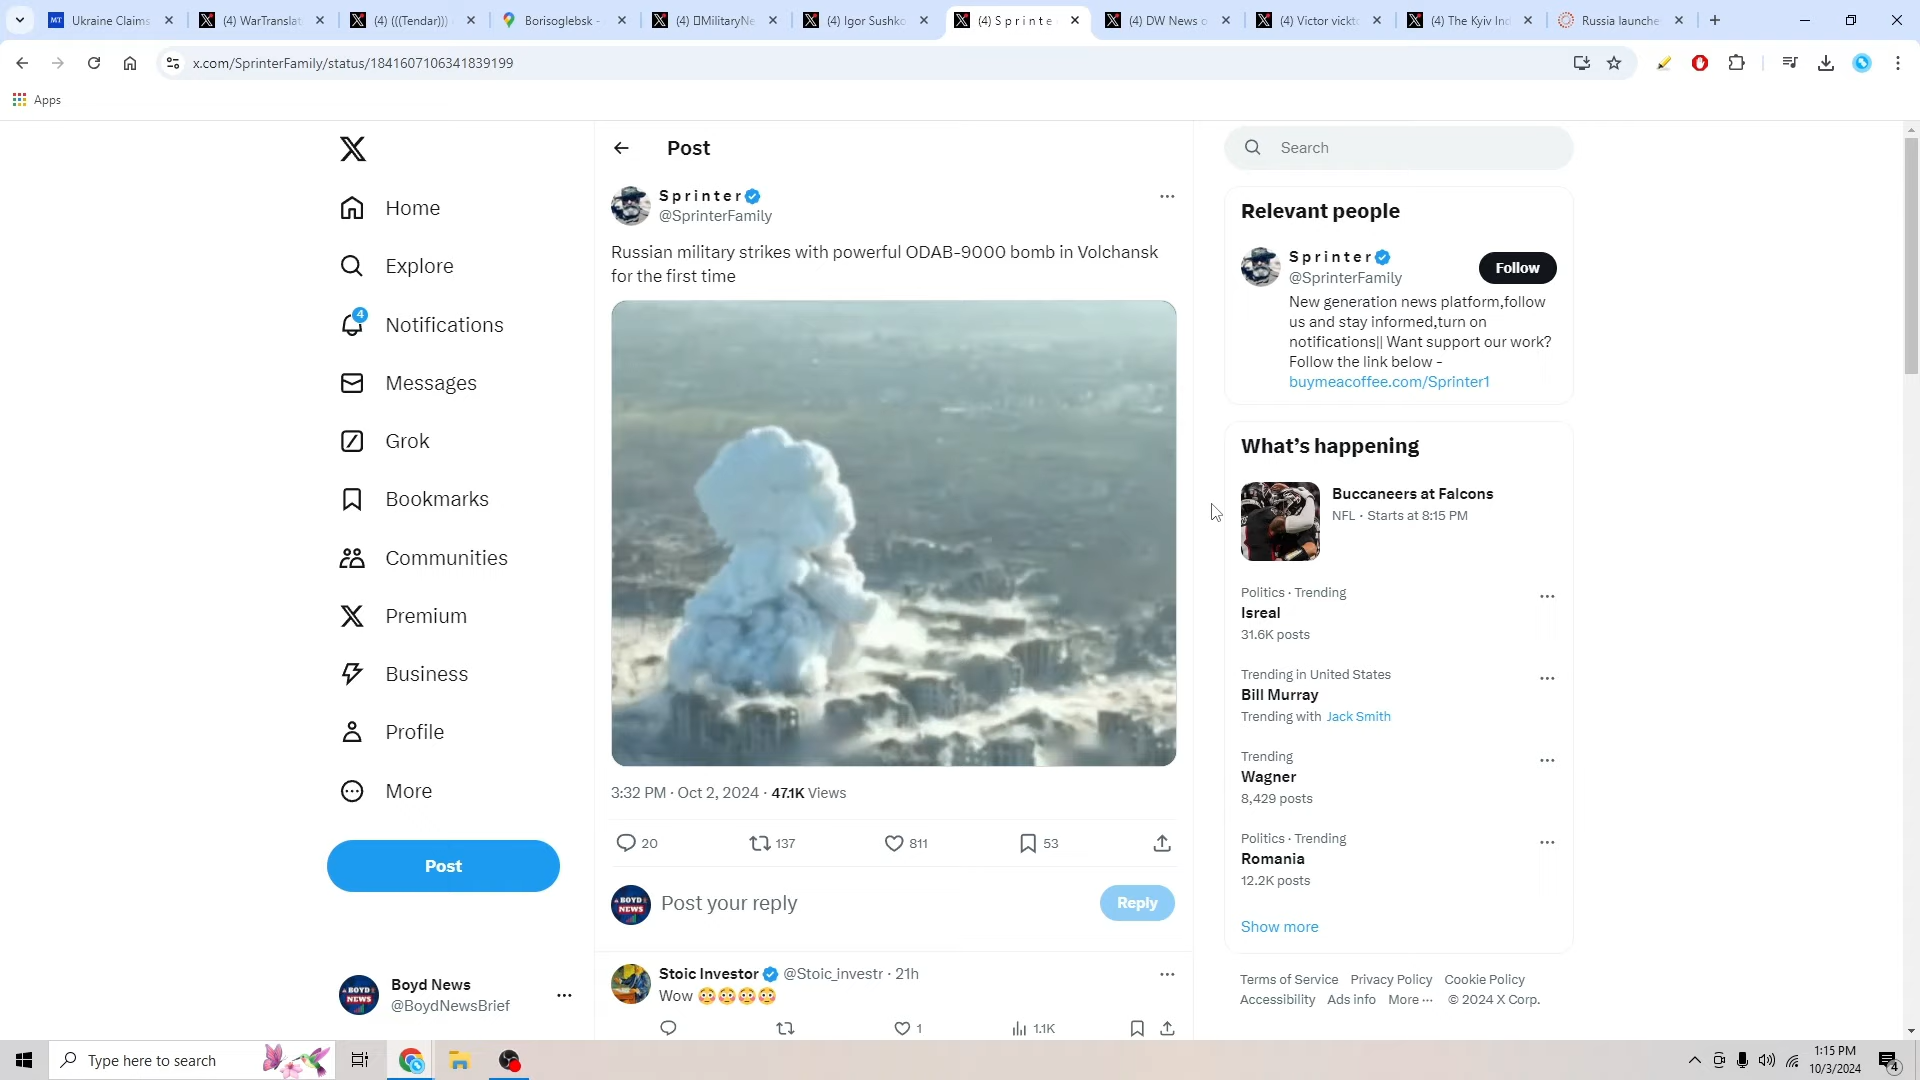 Ukraine Claims
(4) WarTranslat
(4) (((Tendar)))
Borisoglebsk -
(4) ▯MilitaryNe
(4) Igor Sushko
(4) S p r i n t e
(4) DW News o
(4) Victor vickto
(4) The Kyiv Ind
Russia launche
x.com/SprinterFamily/status/1841607106341839199
Apps
Home
Explore
4
Notifications
Messages
Grok
Bookmarks
Communities
Premium
Business
Profile
More
Post
Boyd News
@BoydNewsBrief
Post
S p r i n t e r
@SprinterFamily
Russian military strikes with powerful ODAB-9000 bomb in Volchansk
for the first time
3:32 PM · Oct 2, 2024 · 47.1K Views
20
137
811
53
BOYD
NEWS
Post your reply
Reply
Stoic Investor @Stoic_investr · 21h
Wow 😳😳😳😳
1
1.1K
Search
Relevant people
S p r i n t e r
@SprinterFamily
Follow
New generation news platform,follow
us and stay informed,turn on
notifications|| Want support our work?
Follow the link below -
buymeacoffee.com/Sprinter1
What's happening
Buccaneers at Falcons
NFL · Starts at 8:15 PM
Politics · Trending
Isreal
31.6K posts
Trending in United States
Bill Murray
Trending with Jack Smith
Trending
Wagner
8,429 posts
Politics · Trending
Romania
12.2K posts
Show more
Terms of Service Privacy Policy Cookie Policy
Accessibility Ads info More ··· © 2024 X Corp.
Type here to search
1:15 PM
10/3/2024
4